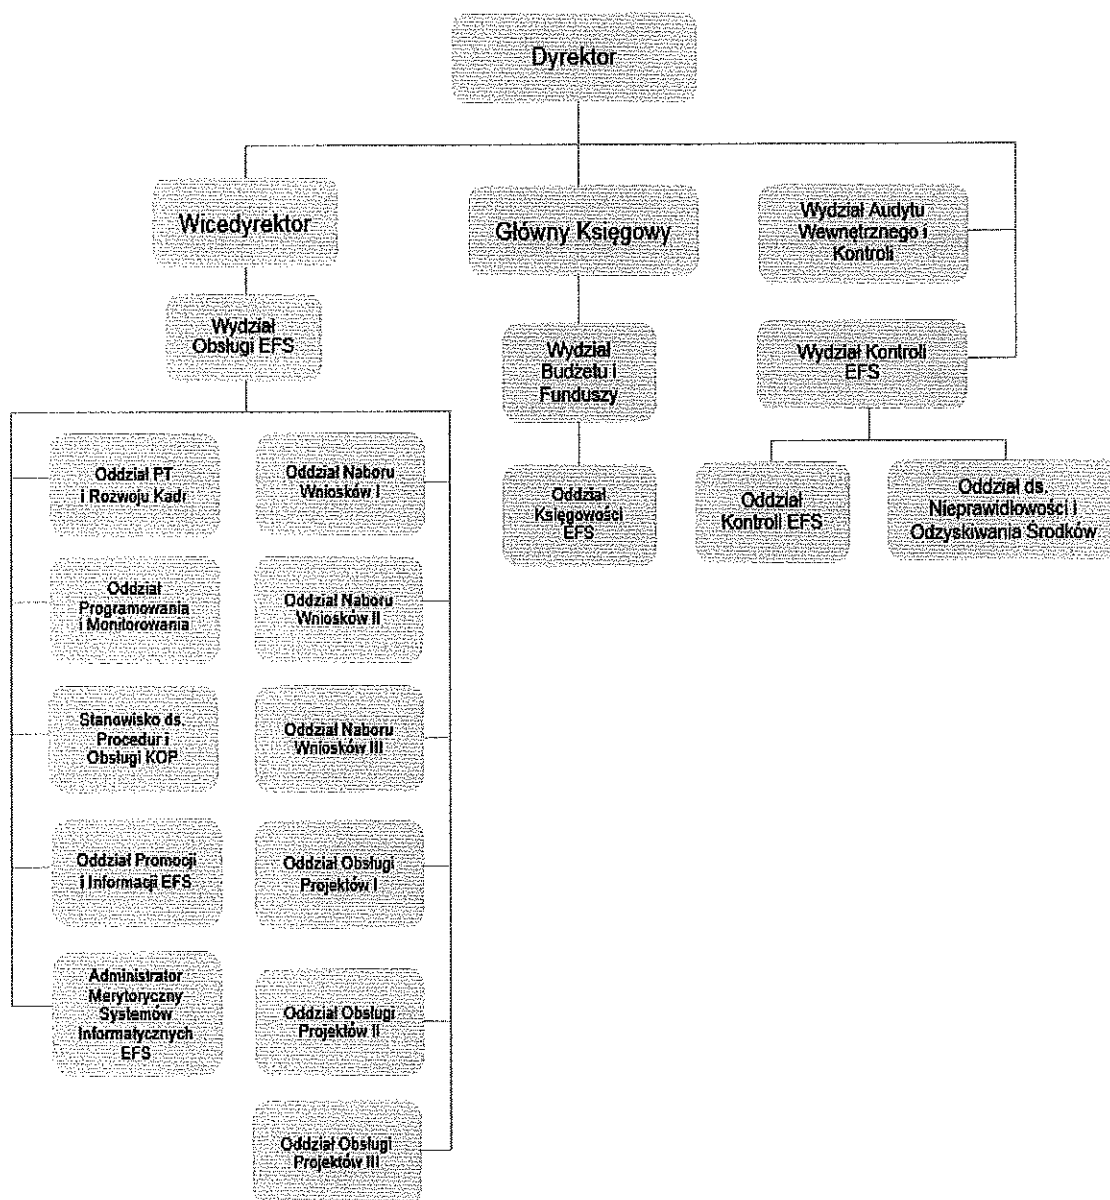 Dyrektor
Wicedyrektor
Główny Księgowy
Wydział Audytu
Wewnętrznego i
Kontroli
Wydział
Obsługi EFS
Wydział
Budżetu i
Funduszy
Wydział Kontroli
EFS
Oddział
Księgowości
EFS
Oddział
Kontroli EFS
Oddział ds.
Nieprawidłowości i
Odzyskiwania Środków
Oddział PT
i Rozwoju Kadr
Oddział Naboru
Wniosków I
Oddział
Programowania
i Monitorowania
Oddział Naboru
Wniosków II
Stanowisko ds.
Procedur i
Obsługi KOP
Oddział Naboru
Wniosków III
Oddział Promocji
i Informacji EFS
Oddział Obsługi
Projektów I
Administrator
Merytoryczny
Systemów
Informatycznych
EFS
Oddział Obsługi
Projektów II
Oddział Obsługi
Projektów III